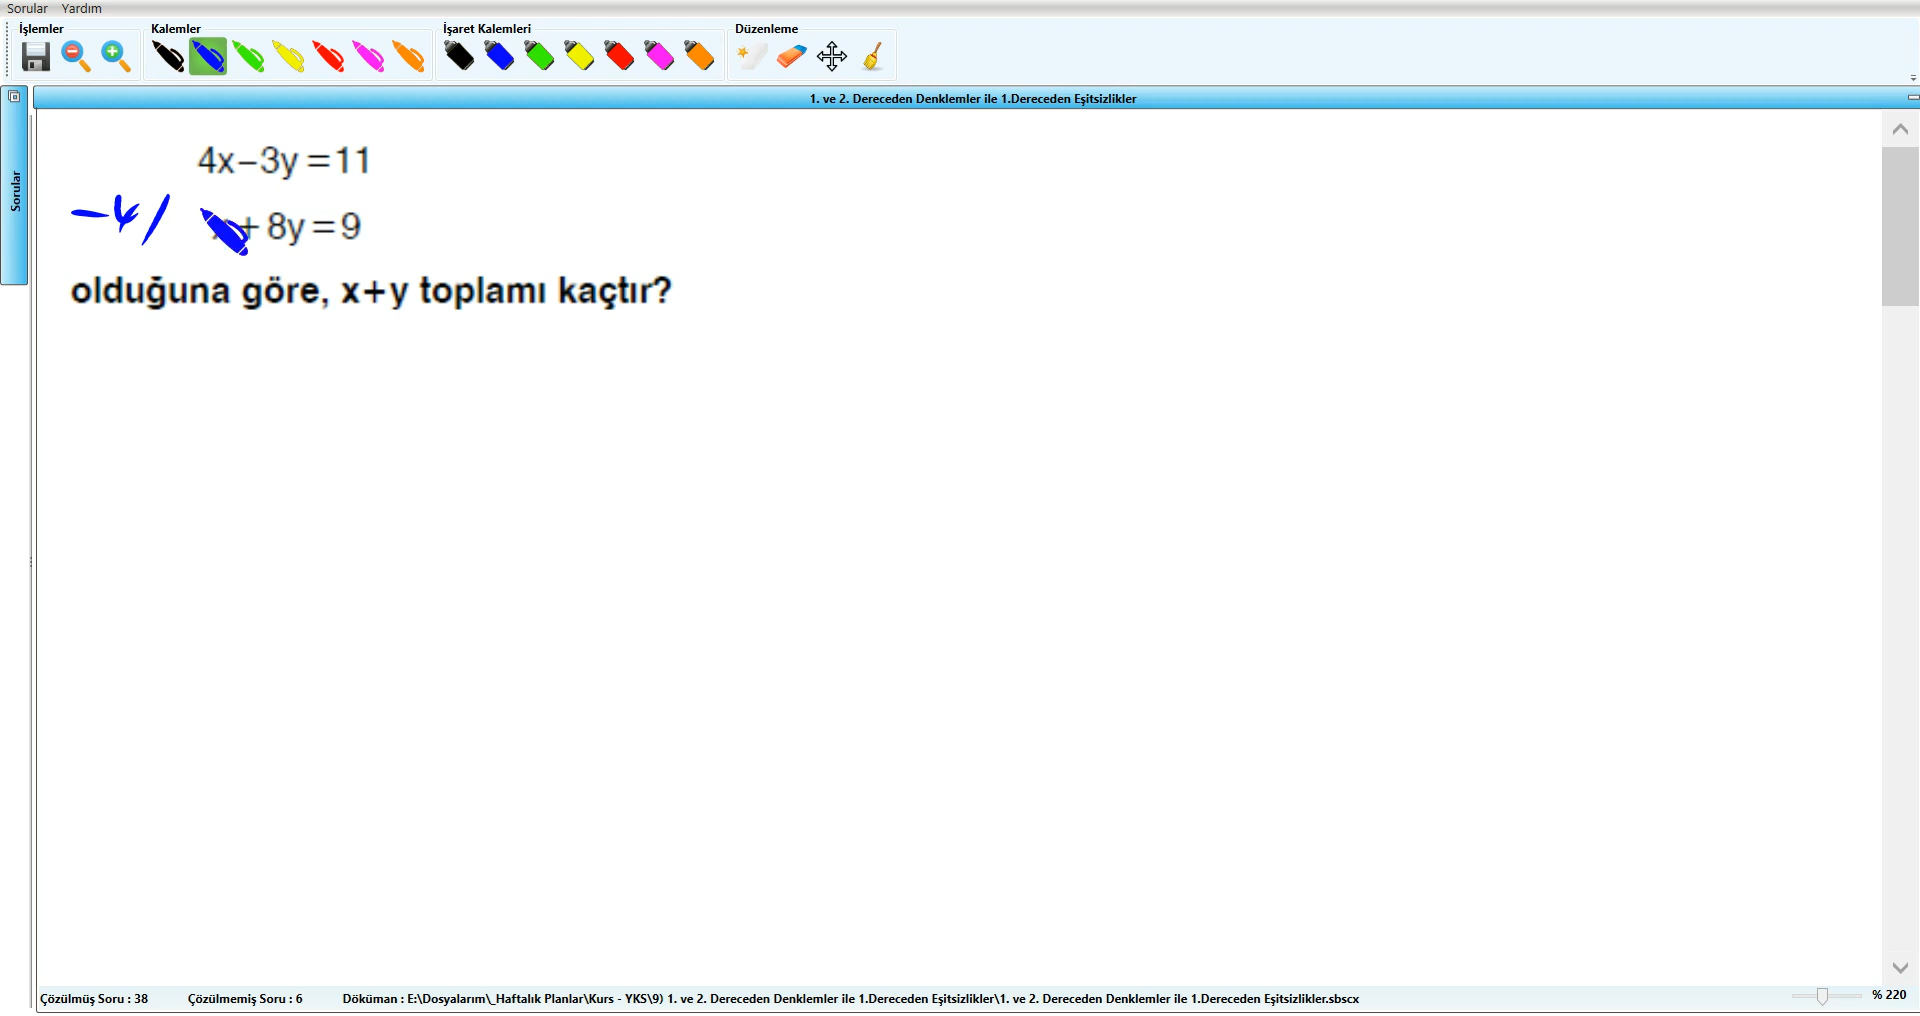 Sorular Yardım
İşlemler Kalemler İşaret Kalemleri Düzenleme
1. ve 2. Dereceden Denklemler ile 1.Dereceden Eşitsizlikler
Sorular
4x−3y=11
−4/ x+8y=9
olduğuna göre, x+y toplamı kaçtır?
Çözülmüş Soru : 38 Çözülmemiş Soru : 6 Döküman : E:\Dosyalarım\_Haftalık Planlar\Kurs - YKS\9) 1. ve 2. Dereceden Denklemler ile 1.Dereceden Eşitsizlikler\1. ve 2. Dereceden Denklemler ile 1.Dereceden Eşitsizlikler.sbscx % 220